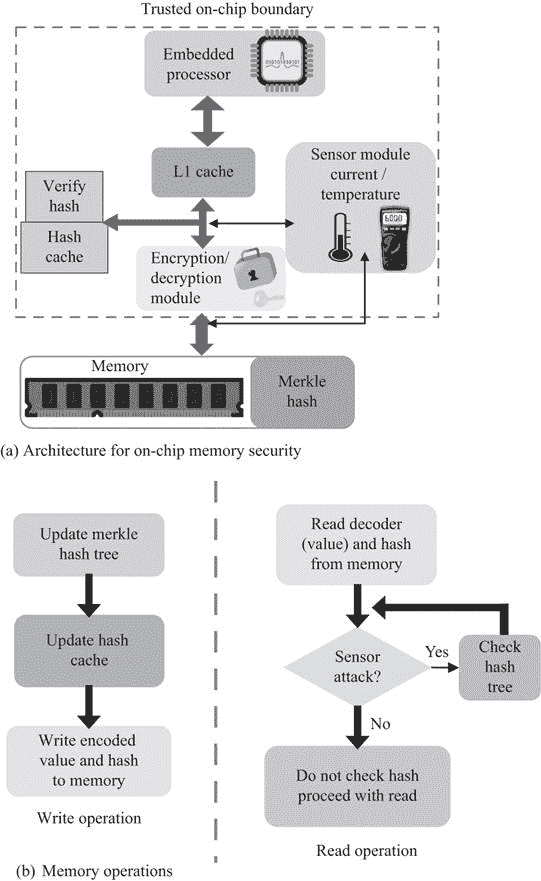 Trusted on-chip boundary
Embedded
processor
L1 cache
Sensor module
current /
temperature
Verify
hash
Hash
cache
Encryption/
decryption
module
Memory
Merkle
hash
(a) Architecture for on-chip memory security
Update merkle
hash tree
Update hash
cache
Write encoded
value and hash
to memory
Write operation
Read decoder
(value) and hash
from memory
Sensor
attack?
Yes
Check
hash
tree
No
Do not check hash
proceed with read
Read operation
(b) Memory operations